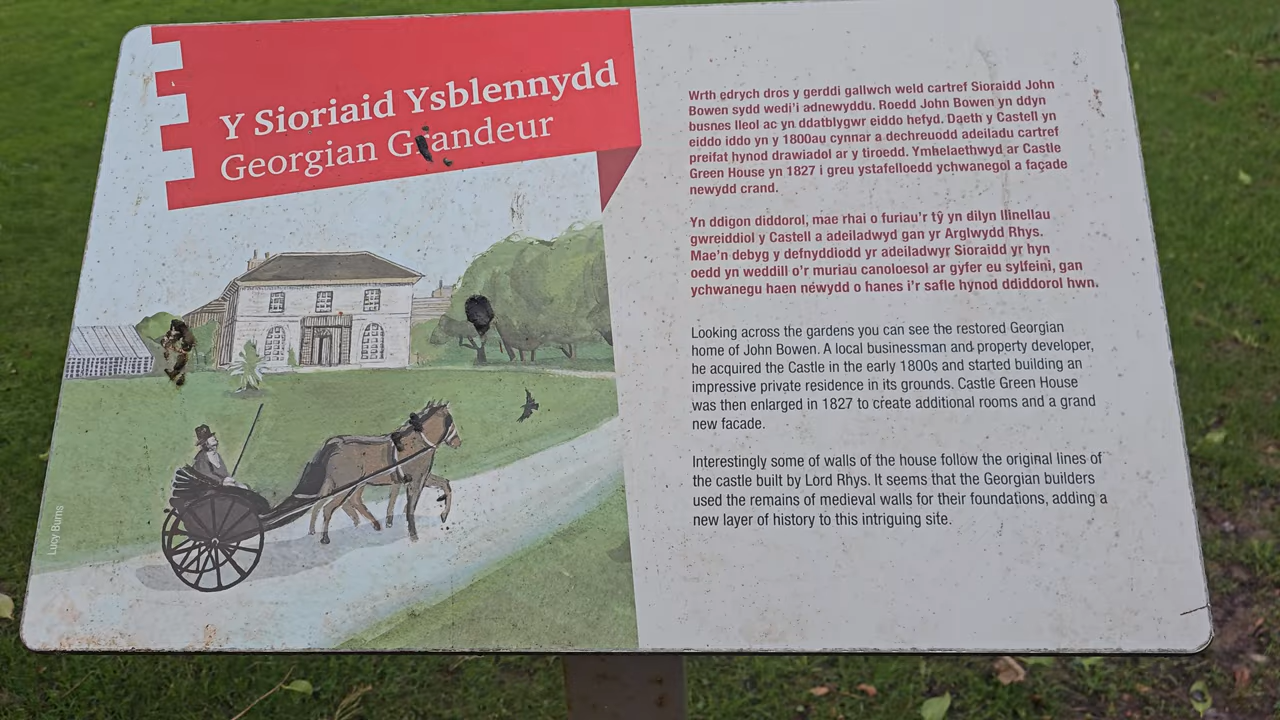 Y Sioriaid Ysblennydd
Georgian Grandeur
Wrth edrych dros y gerddi gallwch weld cartref Sioraidd John
Bowen sydd wedi'i adnewyddu. Roedd John Bowen yn ddyn
busnes lleol ac yn ddatblygwr eiddo hefyd. Daeth y Castell yn
eiddo iddo yn y 1800au cynnar a dechreuodd adeiladu cartref
preifat hynod drawiadol ar y tiroedd. Ymhelaethwyd ar Castle
Green House yn 1827 i greu ystafelloedd ychwanegol a façade
newydd crand.
Yn ddigon diddorol, mae rhai o furiau'r tŷ yn dilyn llinellau
gwreiddiol y Castell a adeiladwyd gan yr Arglwydd Rhys.
Mae'n debyg y defnyddiodd yr adeiladwyr Sioraidd yr hyn
oedd yn weddill o'r muriau canoloesol ar gyfer eu sylfeini, gan
ychwanegu haen newydd o hanes i'r safle hynod ddiddorol hwn.
Looking across the gardens you can see the restored Georgian
home of John Bowen. A local businessman and property developer,
he acquired the Castle in the early 1800s and started building an
impressive private residence in its grounds. Castle Green House
was then enlarged in 1827 to create additional rooms and a grand
new facade.
Interestingly some of walls of the house follow the original lines of
the castle built by Lord Rhys. It seems that the Georgian builders
used the remains of medieval walls for their foundations, adding a
new layer of history to this intriguing site.
Lucy Burns